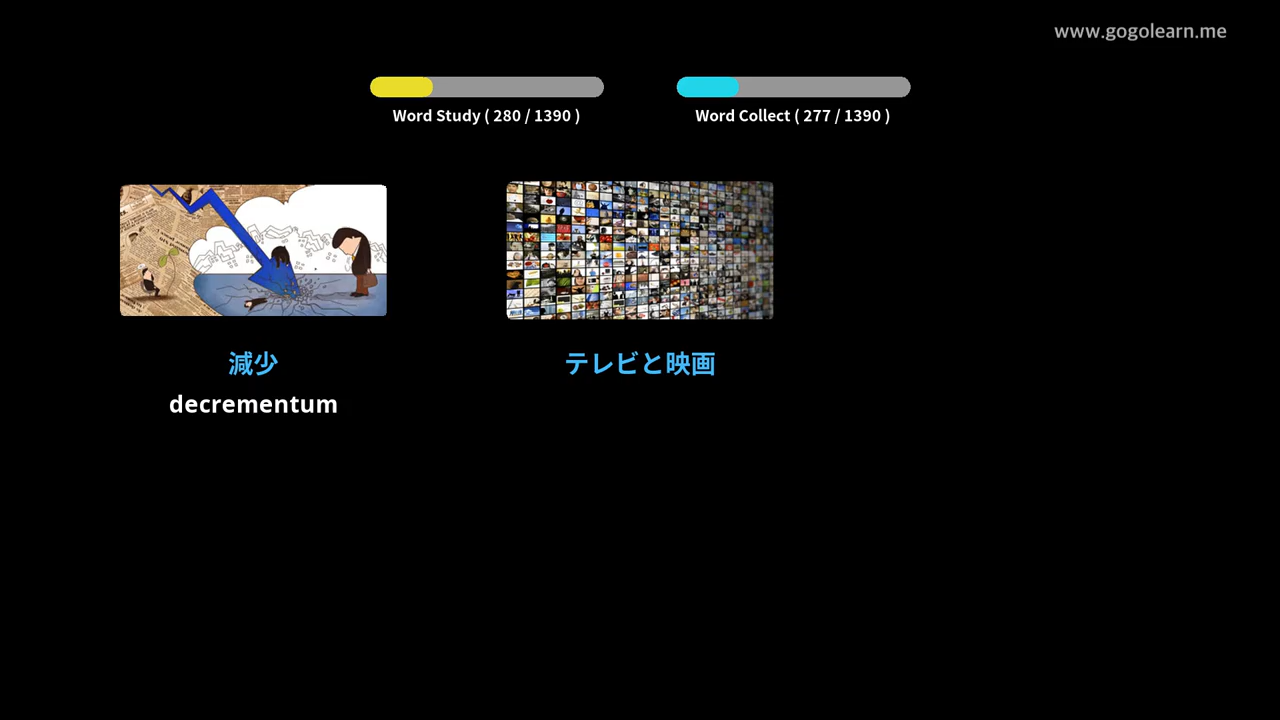 www.gogolearn.me
Word Study ( 280 / 1390 )
Word Collect ( 277 / 1390 )
減少
テレビと映画
decrementum